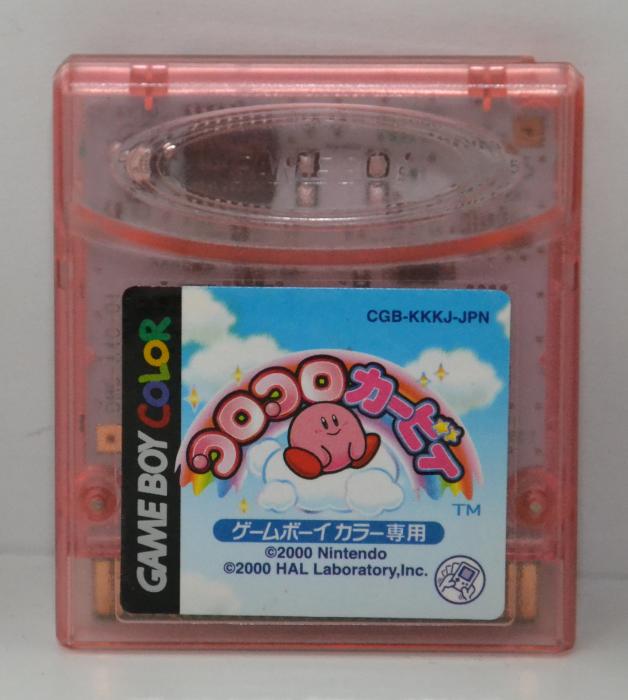 CGB-KKKJ-JPN
コロコロカービィ
TM
GAME BOY COLOR
ゲームボーイカラー専用
©2000 Nintendo
©2000 HAL Laboratory,Inc.